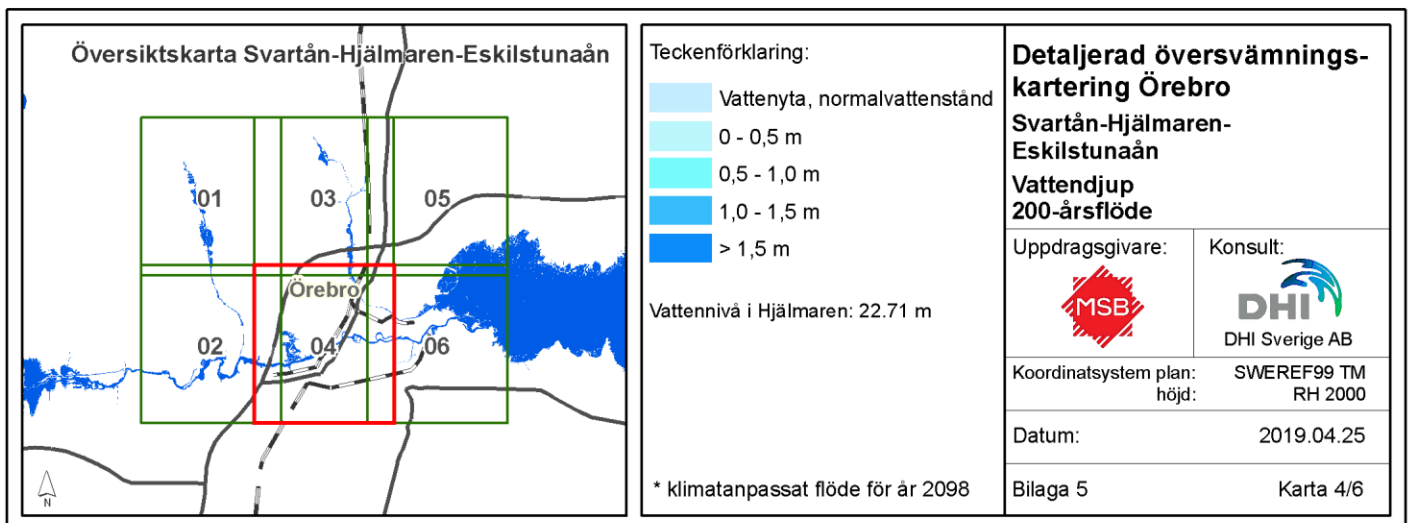 Översiktskarta Svartån-Hjälmaren-Eskilstunaån
01
03
05
Örebro
02
04
06
N
Teckenförklaring:
Vattenyta, normalvattenstånd
0 - 0,5 m
0,5 - 1,0 m
1,0 - 1,5 m
> 1,5 m
Vattennivå i Hjälmaren: 22.71 m
* klimatanpassat flöde för år 2098
Detaljerad översvämnings-
kartering Örebro
Svartån-Hjälmaren-
Eskilstunaån
Vattendjup
200-årsflöde
Uppdragsgivare:
MSB
Konsult:
DHI
DHI Sverige AB
Koordinatsystem plan: SWEREF99 TM
höjd: RH 2000
Datum: 2019.04.25
Bilaga 5 Karta 4/6